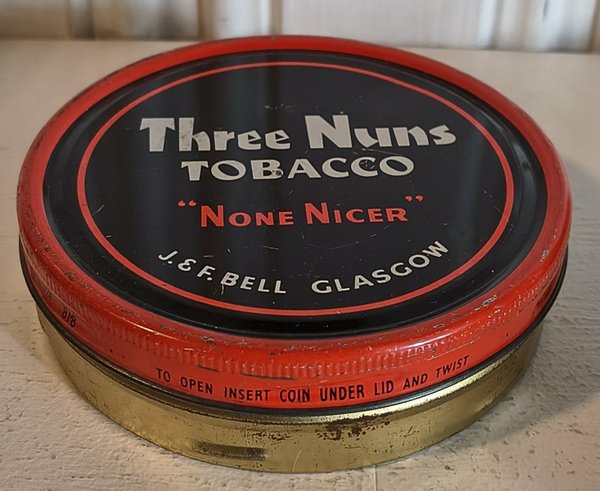 Three Nuns
TOBACCO
"NONE NICER"
J. & F. BELL GLASGOW
TO OPEN INSERT COIN UNDER LID AND TWIST